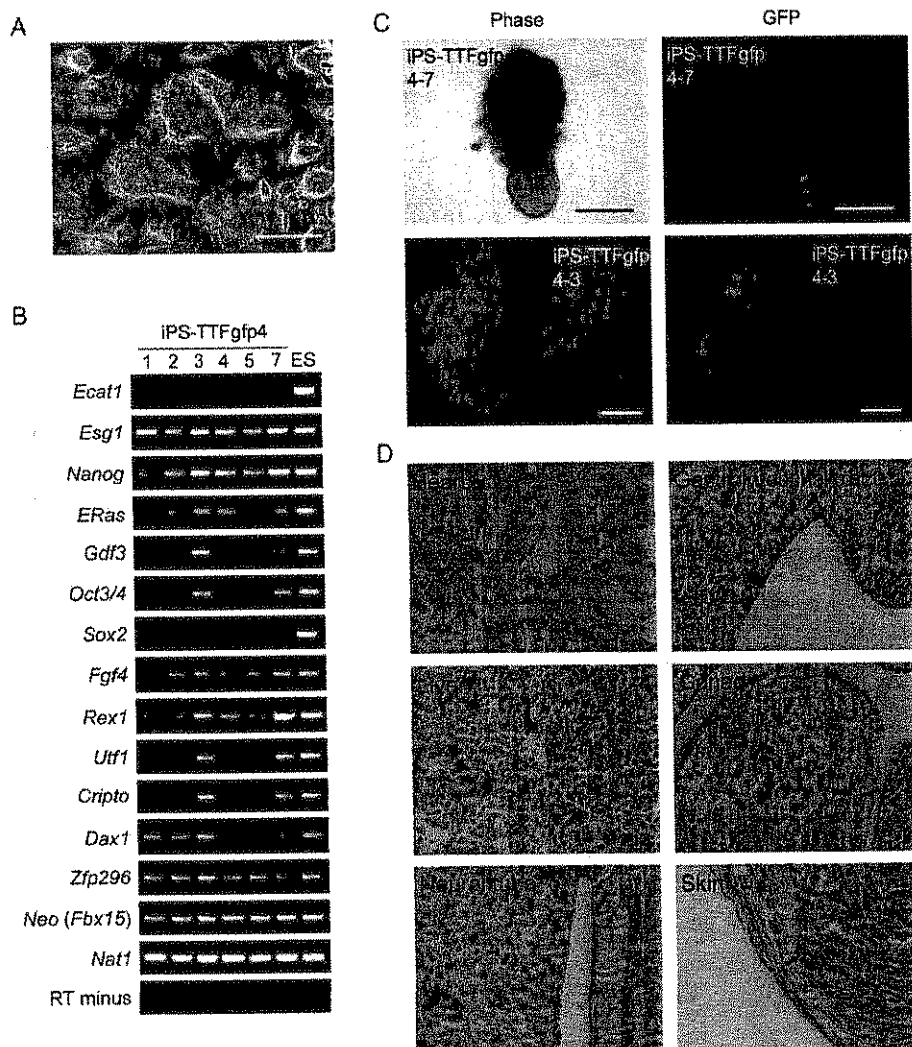 A
B
iPS-TTFgfp4
1 2 3 4 5 7 ES
Ecat1
Esg1
Nanog
ERas
Gdf3
Oct3/4
Sox2
Fgf4
Rex1
Utf1
Cripto
Dax1
Zfp296
Neo (Fbx15)
Nat1
RT minus
C
Phase
GFP
iPS-TTFgfp
4-7
iPS-TTFgfp
4-7
iPS-TTFgfp
4-3
iPS-TTFgfp
4-3
D
Skin